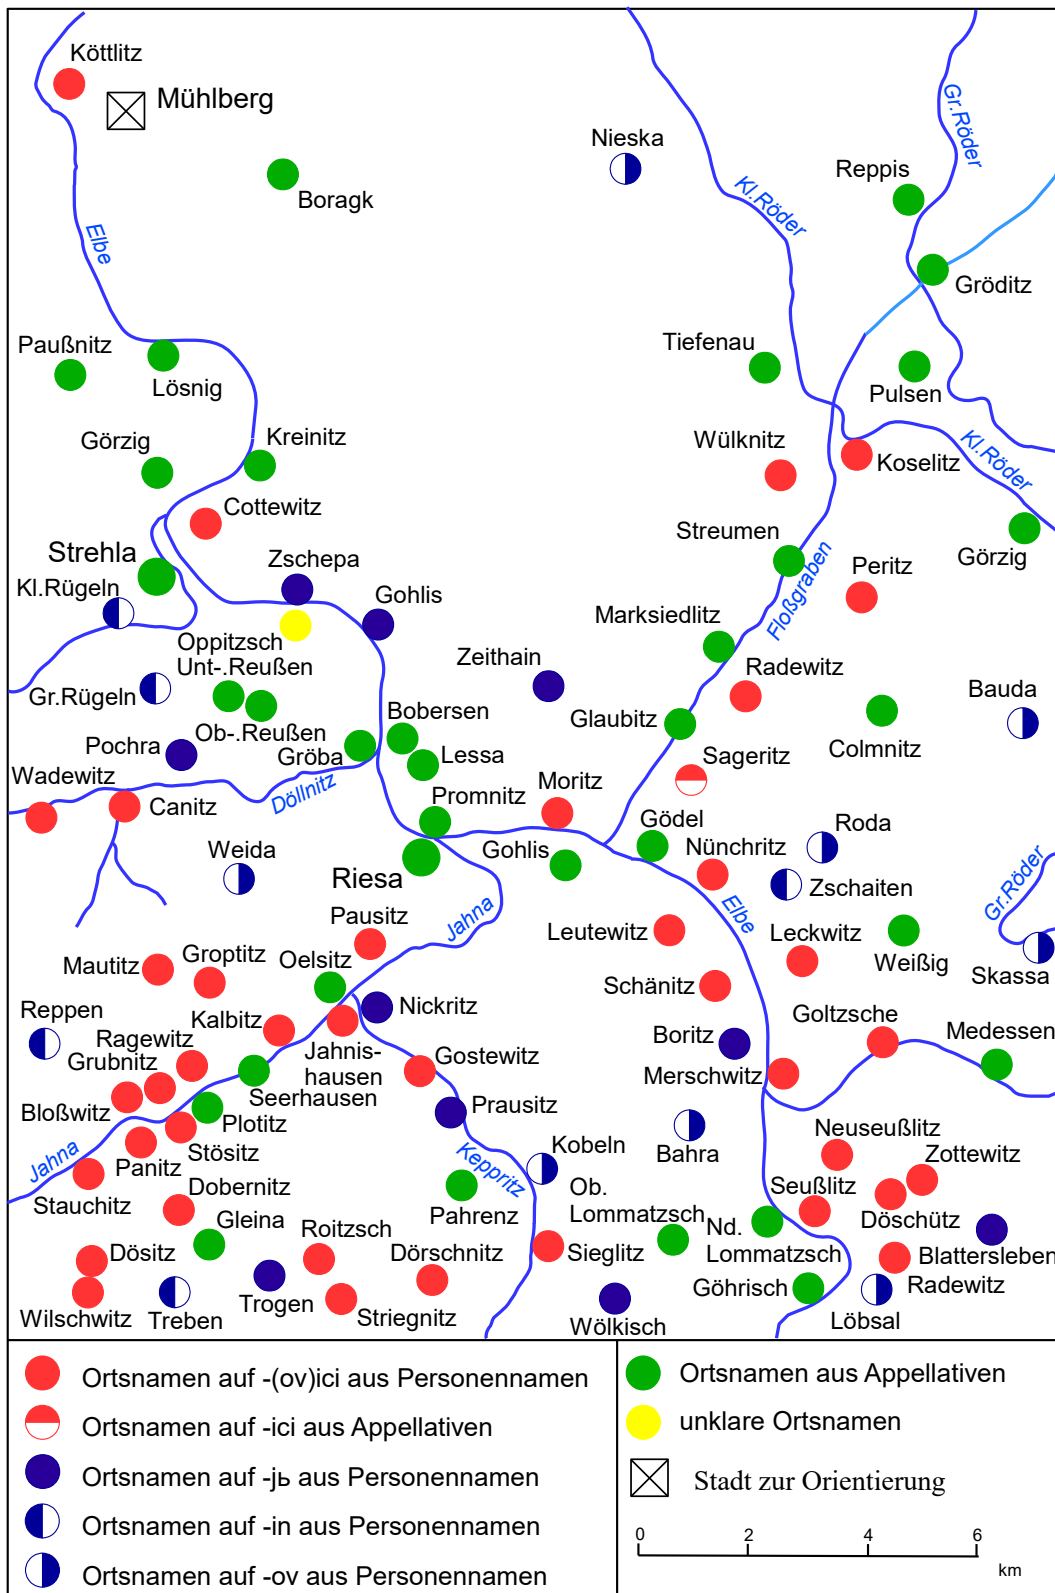 Köttlitz
Mühlberg
Boragk
Nieska
Gr.Röder
Reppis
Kl.Röder
Elbe
Gröditz
Paußnitz
Lösnig
Tiefenau
Pulsen
Görzig
Kreinitz
Wülknitz
Koselitz
Kl.Röder
Cottewitz
Streumen
Görzig
Strehla
Zschepa
Floßgraben
Peritz
Kl.Rügeln
Gohlis
Marksiedlitz
Oppitzsch
Unt-.Reußen
Zeithain
Radewitz
Bauda
Gr.Rügeln
Ob-.Reußen
Bobersen
Glaubitz
Colmnitz
Pochra
Gröba
Lessa
Sageritz
Wadewitz
Canitz
Döllnitz
Promnitz
Moritz
Gödel
Roda
Weida
Riesa
Gohlis
Nünchritz
Zschaiten
Gr.Röder
Pausitz
Jahna
Leutewitz
Elbe
Leckwitz
Weißig
Skassa
Mautitz
Groptitz
Oelsitz
Schänitz
Reppen
Kalbitz
Nickritz
Goltzsche
Ragewitz
Jahnis-
hausen
Boritz
Medessen
Grubnitz
Gostewitz
Merschwitz
Bloßwitz
Seerhausen
Plotitz
Prausitz
Jahna
Panitz
Stösitz
Keppritz
Kobeln
Bahra
Neuseußlitz
Zottewitz
Stauchitz
Dobernitz
Pahrenz
Ob.
Lommatzsch
Seußlitz
Döschütz
Gleina
Roitzsch
Dörschnitz
Sieglitz
Nd.
Lommatzsch
Blattersleben
Dösitz
Trogen
Göhrisch
Radewitz
Wilschwitz
Treben
Striegnitz
Wölkisch
Löbsal
Ortsnamen auf -(ov)ici aus Personennamen
Ortsnamen auf -ici aus Appellativen
Ortsnamen auf -jь aus Personennamen
Ortsnamen auf -in aus Personennamen
Ortsnamen auf -ov aus Personennamen
Ortsnamen aus Appellativen
unklare Ortsnamen
Stadt zur Orientierung
0 2 4 6
km